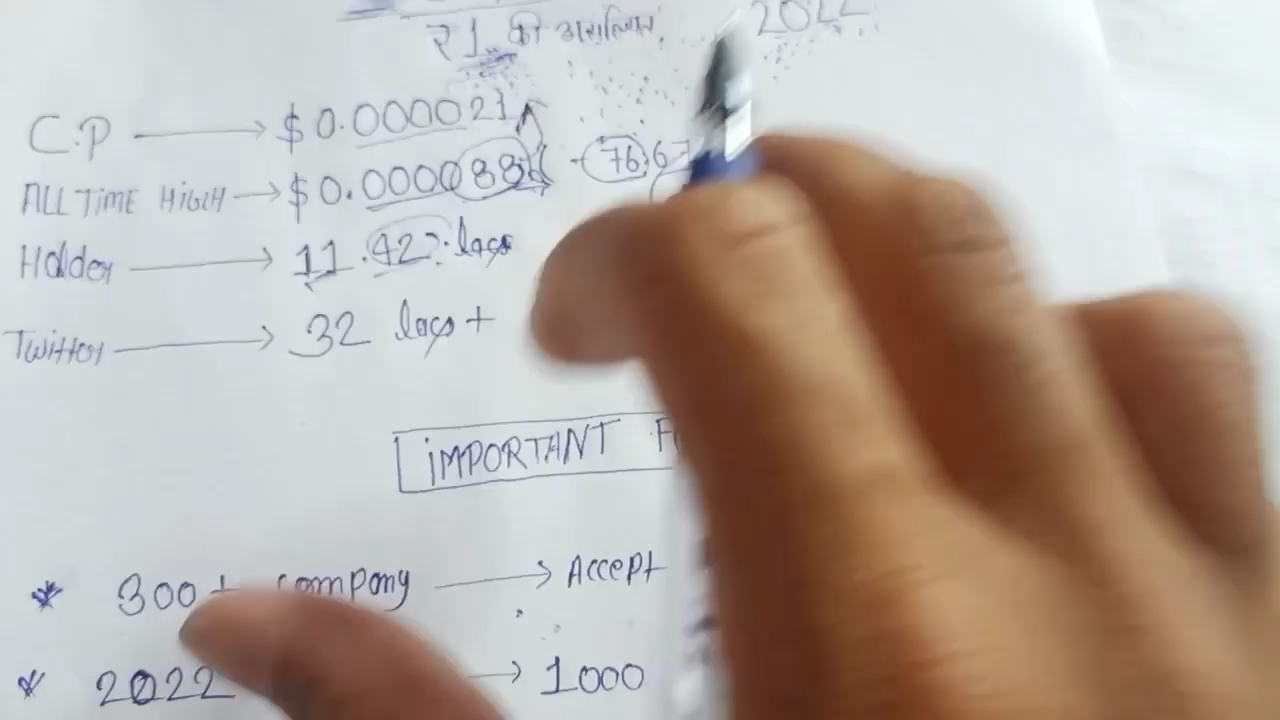 ₹1 की असलियत 2022
C.P → $ 0.000021
ALL TIME HIGH → $ 0.000088 - 76.67
Holder → 11.42 lacs
Twitter → 32 lacs +
IMPORTANT
* 300+ company → Accept
* 2022 → 1000